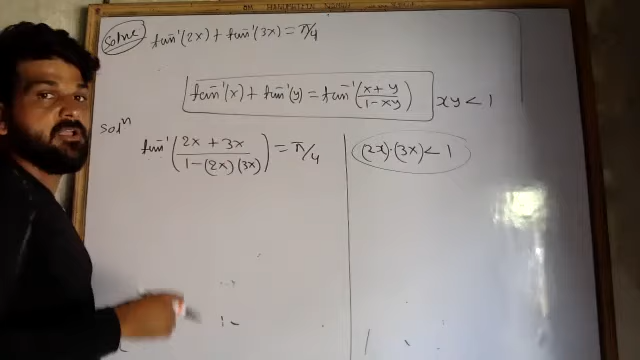 Solve tan⁻¹(2x) + tan⁻¹(3x) = π/4
tan⁻¹(x) + tan⁻¹(y) = tan⁻¹((x+y)/(1-xy)) xy < 1
Solⁿ
tan⁻¹((2x + 3x)/(1-(2x)(3x))) = π/4
(2x)·(3x) < 1